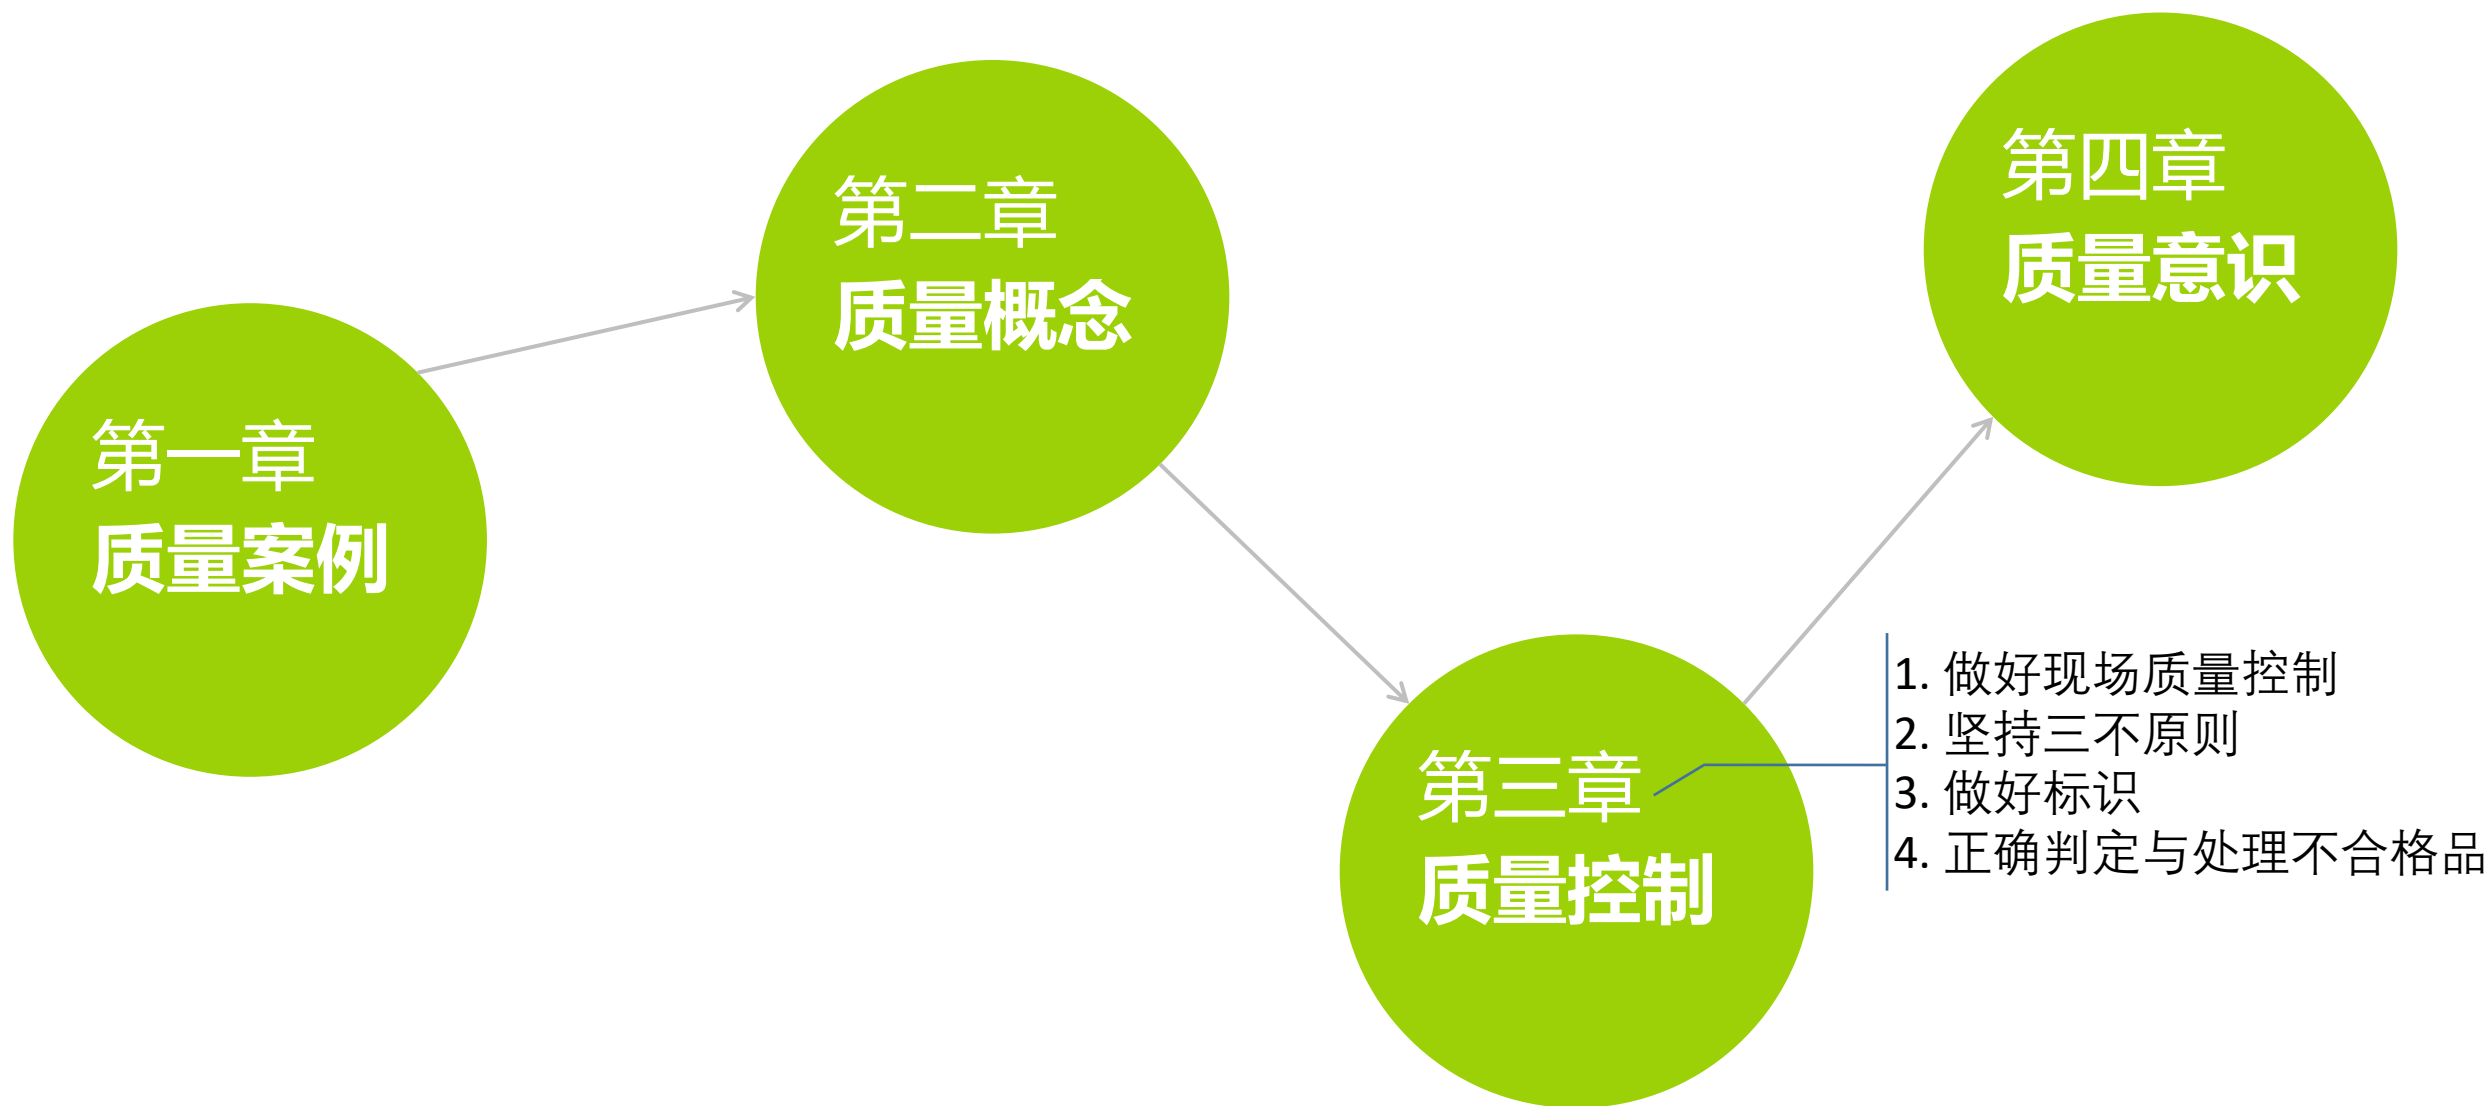 第一章
质量案例
第二章
质量概念
第三章
质量控制
1. 做好现场质量控制
2. 坚持三不原则
3. 做好标识
4. 正确判定与处理不合格品
第四章
质量意识